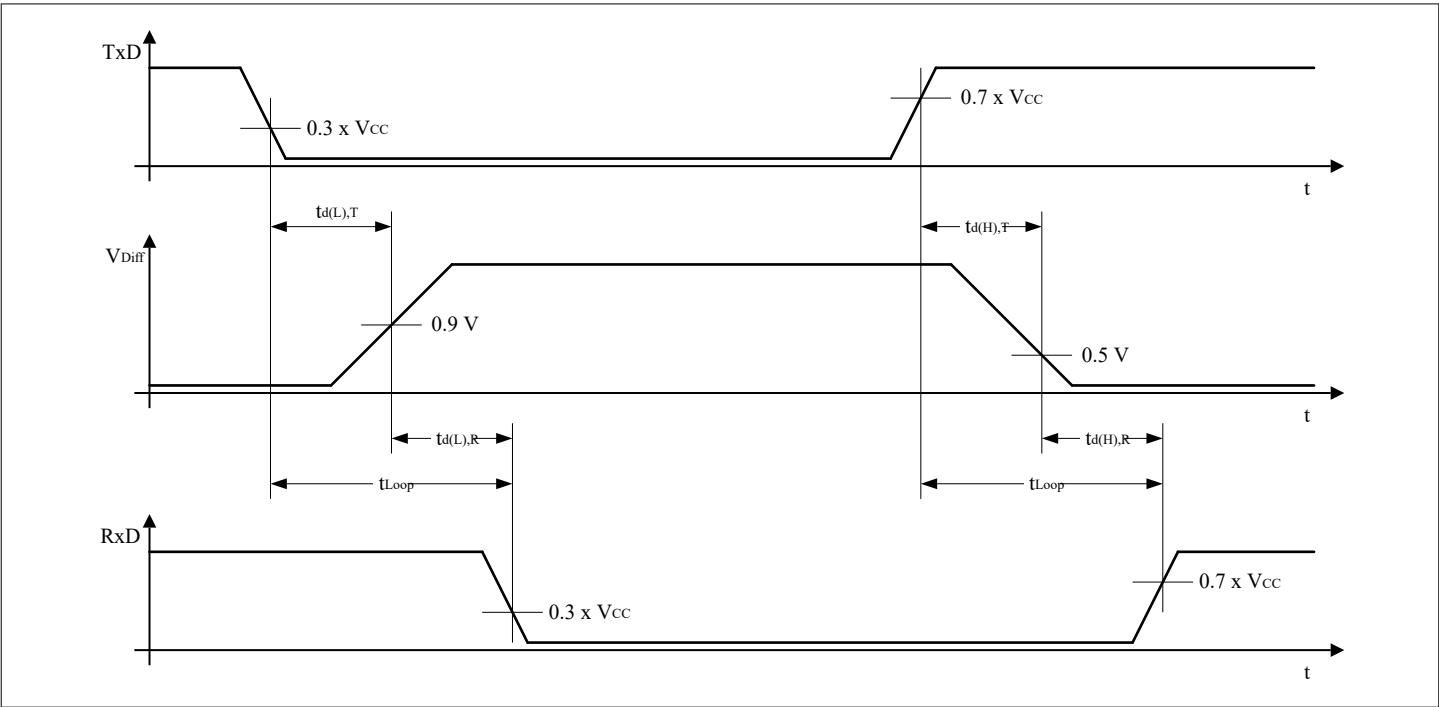 TxD
0.7 x VCC
0.3 x VCC
t
td(L),T
td(H),T
VDiff
0.9 V
0.5 V
t
td(L),R
td(H),R
tLoop
tLoop
RxD
0.7 x VCC
0.3 x VCC
t